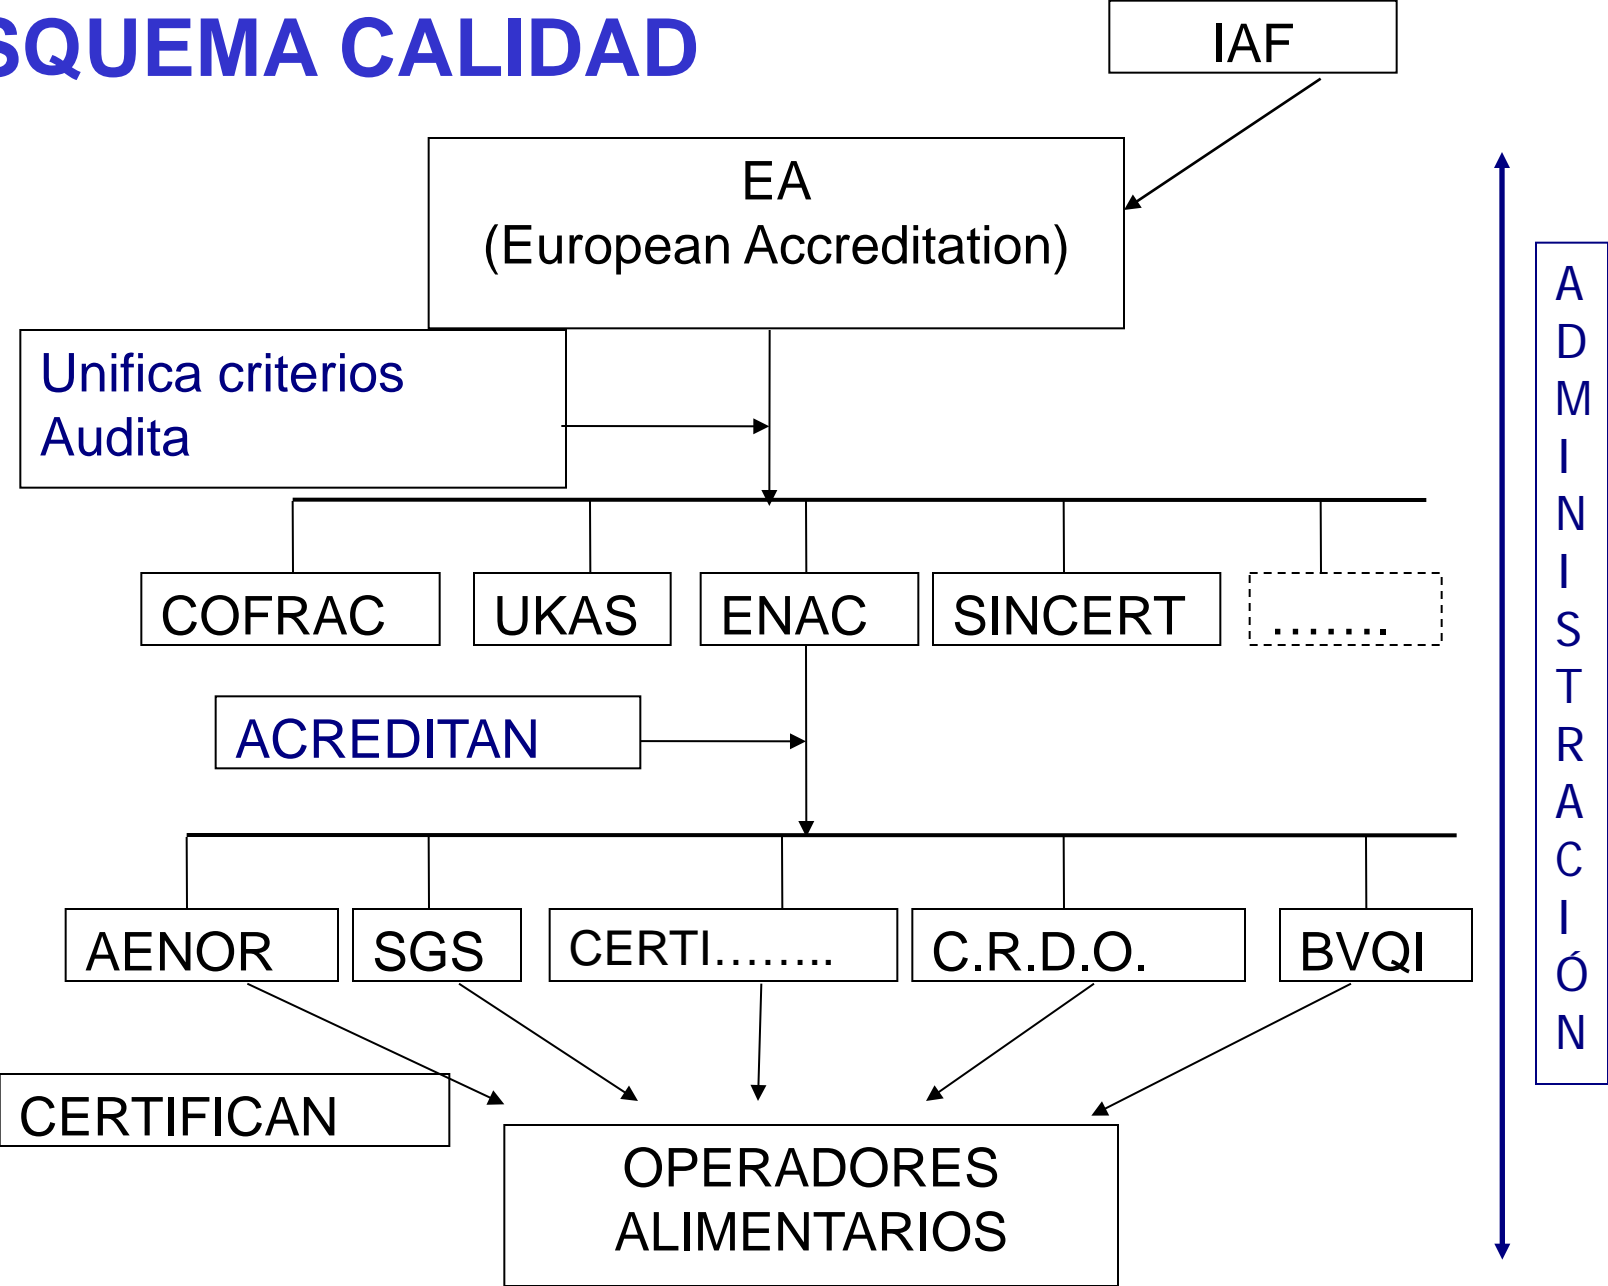 SQUEMA CALIDAD
IAF
EA
(European Accreditation)
Unifica criterios
Audita
COFRAC
UKAS
ENAC
SINCERT
.......
ACREDITAN
AENOR
SGS
CERTI……..
C.R.D.O.
BVQI
CERTIFICAN
OPERADORES
ALIMENTARIOS
A
D
M
I
N
I
S
T
R
A
C
I
Ó
N